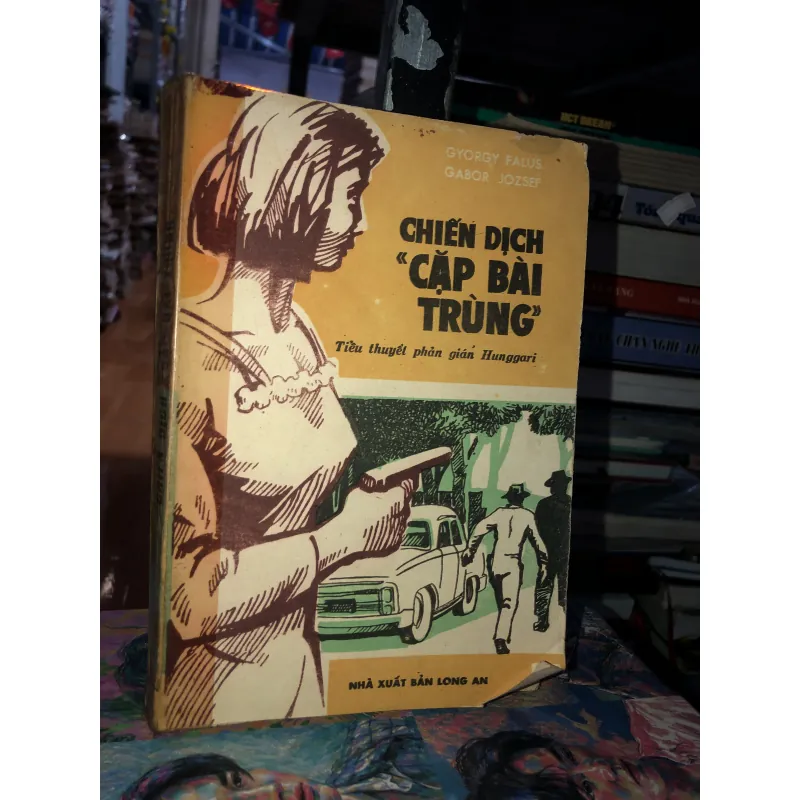 GYORGY FALUS
GABOR JOZSEF
CHIẾN DỊCH
“CẶP BÀI
TRÙNG”
Tiểu thuyết phản gián Hunggari
NHÀ XUẤT BẢN LONG AN